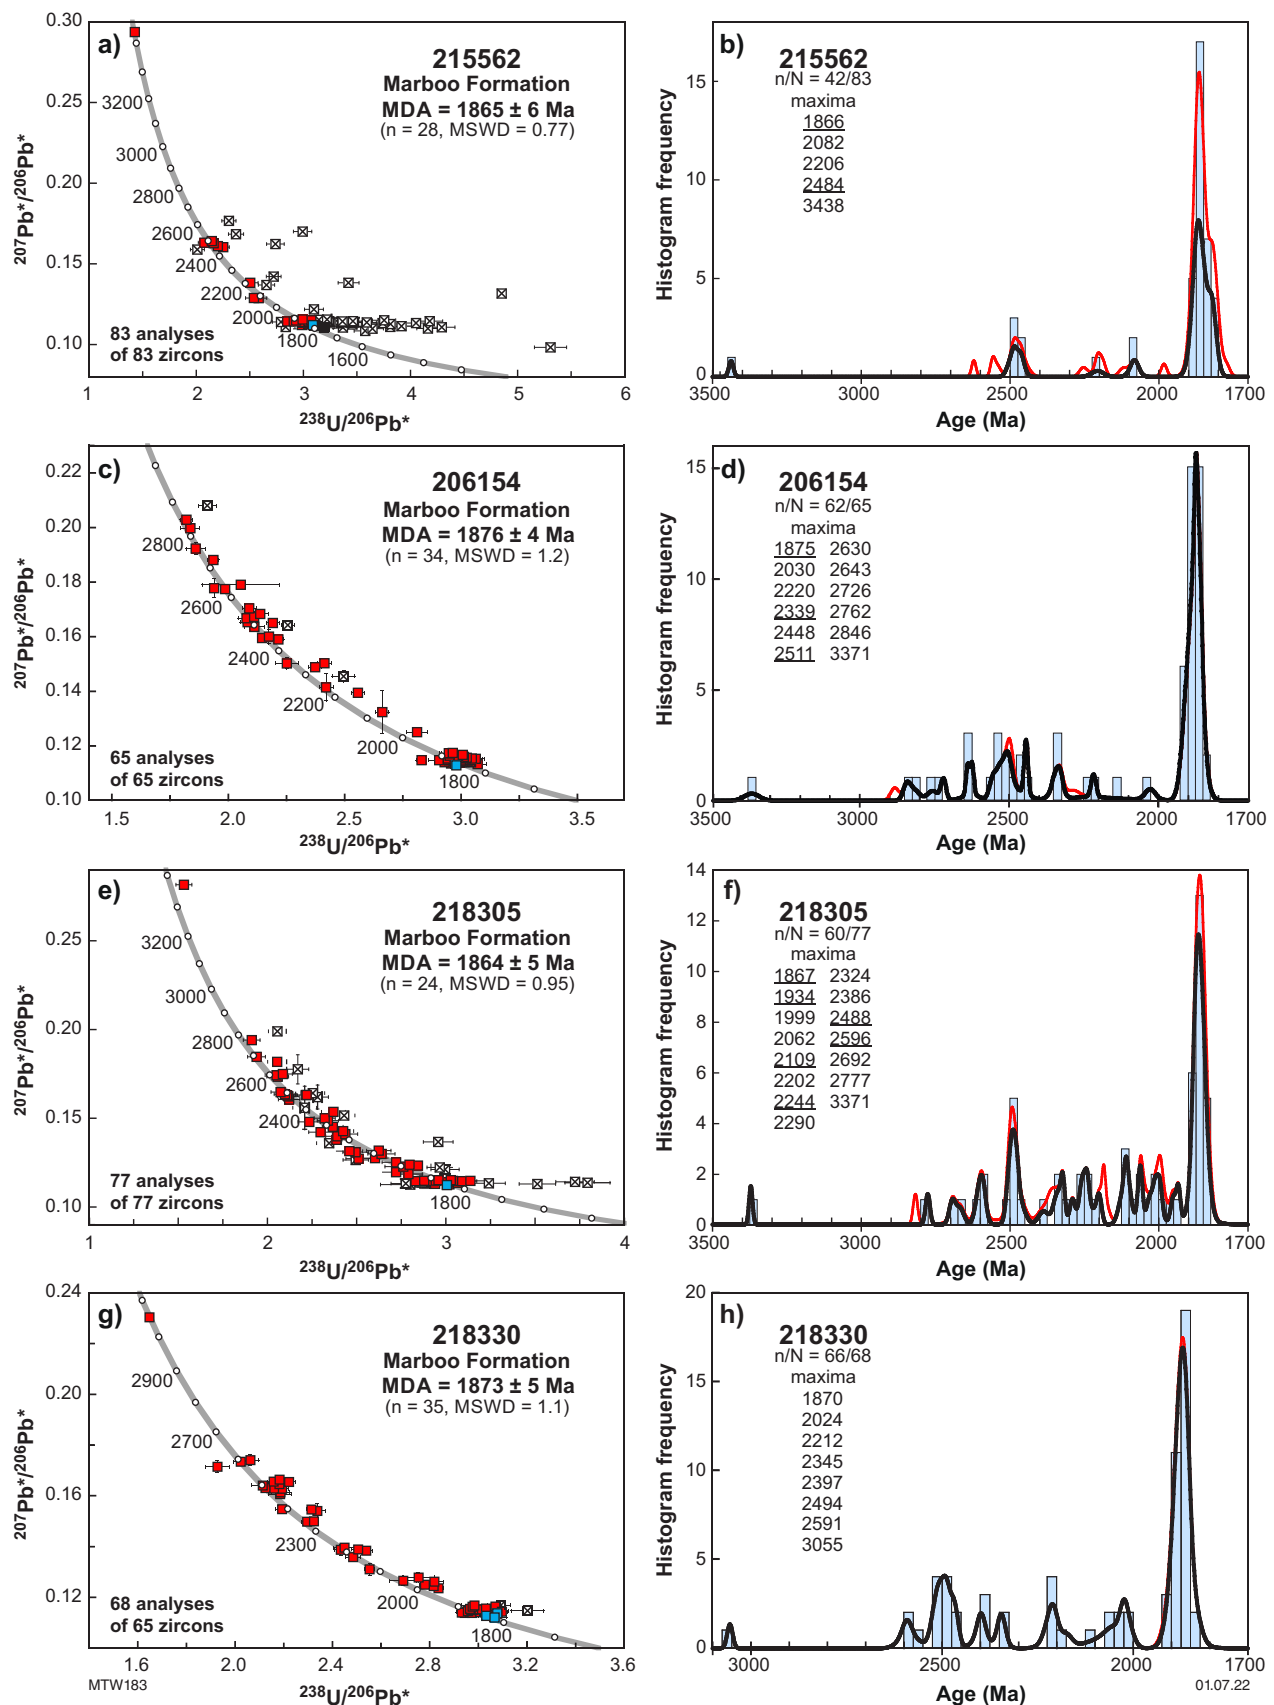 a)
215562
Marboo Formation
MDA = 1865 ± 6 Ma
(n = 28, MSWD = 0.77)
83 analyses
of 83 zircons
0.30
0.25
0.20
0.15
0.10
3200
3000
2800
2600
2400
2200
2000
1800
1600
1 2 3 4 5 6
207Pb*/206Pb*
238U/206Pb*
b)
215562
n/N = 42/83
maxima
1866
2082
2206
2484
3438
15
10
5
0
3500 3000 2500 2000 1700
Histogram frequency
Age (Ma)
c)
206154
Marboo Formation
MDA = 1876 ± 4 Ma
(n = 34, MSWD = 1.2)
65 analyses
of 65 zircons
0.22
0.20
0.18
0.16
0.14
0.12
0.10
2800
2600
2400
2200
2000
1800
1.5 2.0 2.5 3.0 3.5
207Pb*/206Pb*
238U/206Pb*
d)
206154
n/N = 62/65
maxima
1875 2630
2030 2643
2220 2726
2339 2762
2448 2846
2511 3371
15
10
5
0
3500 3000 2500 2000 1700
Histogram frequency
Age (Ma)
e)
218305
Marboo Formation
MDA = 1864 ± 5 Ma
(n = 24, MSWD = 0.95)
77 analyses
of 77 zircons
0.25
0.20
0.15
0.10
3200
3000
2800
2600
2400
1800
1 2 3 4
207Pb*/206Pb*
238U/206Pb*
f)
218305
n/N = 60/77
maxima
1867 2324
1934 2386
1999 2488
2062 2596
2109 2692
2202 2777
2244 3371
2290
14
12
10
8
6
4
2
0
3500 3000 2500 2000 1700
Histogram frequency
Age (Ma)
g)
218330
Marboo Formation
MDA = 1873 ± 5 Ma
(n = 35, MSWD = 1.1)
68 analyses
of 65 zircons
0.24
0.20
0.16
0.12
2900
2700
2300
2000
1800
1.6 2.0 2.4 2.8 3.2 3.6
207Pb*/206Pb*
238U/206Pb*
MTW183
h)
218330
n/N = 66/68
maxima
1870
2024
2212
2345
2397
2494
2591
3055
20
15
10
5
0
3000 2500 2000 1700
Histogram frequency
Age (Ma)
01.07.22